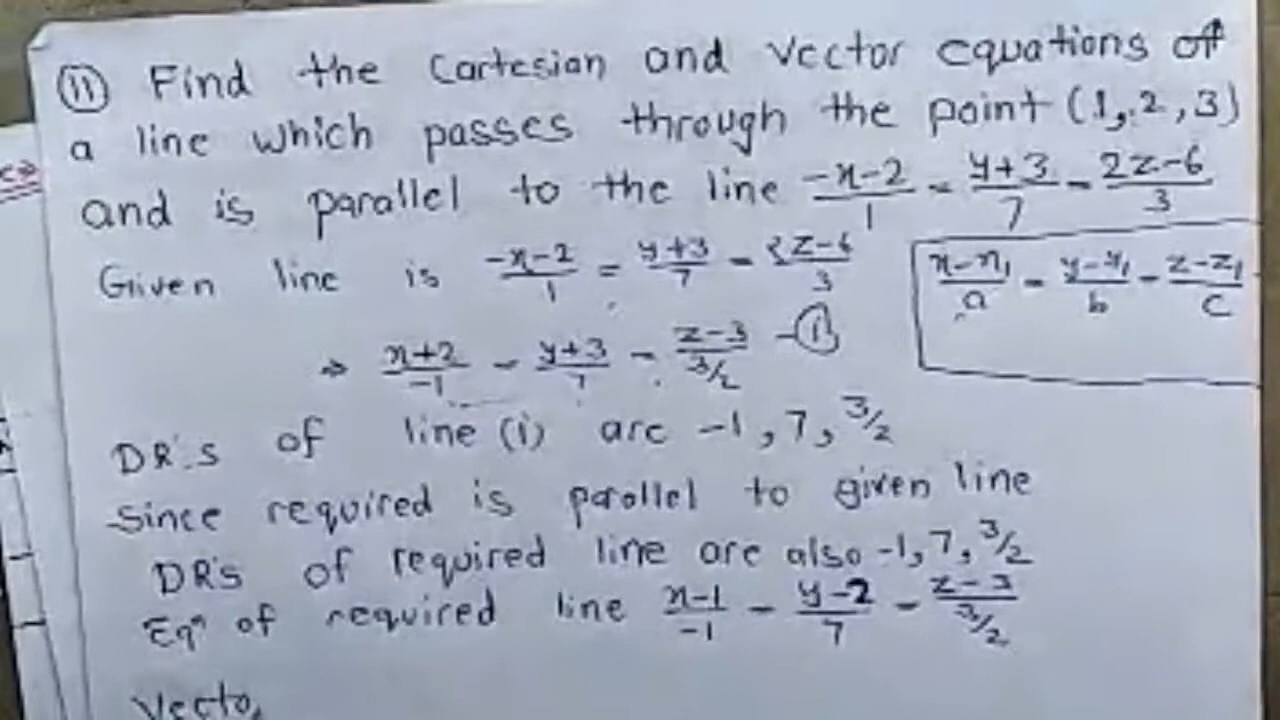 (11) Find the Cartesian and Vector equations of
a line which passes through the point (1, 2, 3)
and is parallel to the line -x-2/1 = y+3/7 = 2z-6/3
Given line is -x-2/1 = y+3/7 = 2z-6/3
x-x1/a = y-y1/b = z-z1/c
⇒ x+2/-1 = y+3/7 = z-3/3/2 -(i)
DR's of line (i) are -1, 7, 3/2
Since required is parallel to given line
DR's of required line are also -1, 7, 3/2
Eqn of required line x-1/-1 = y-2/7 = z-3/3/2